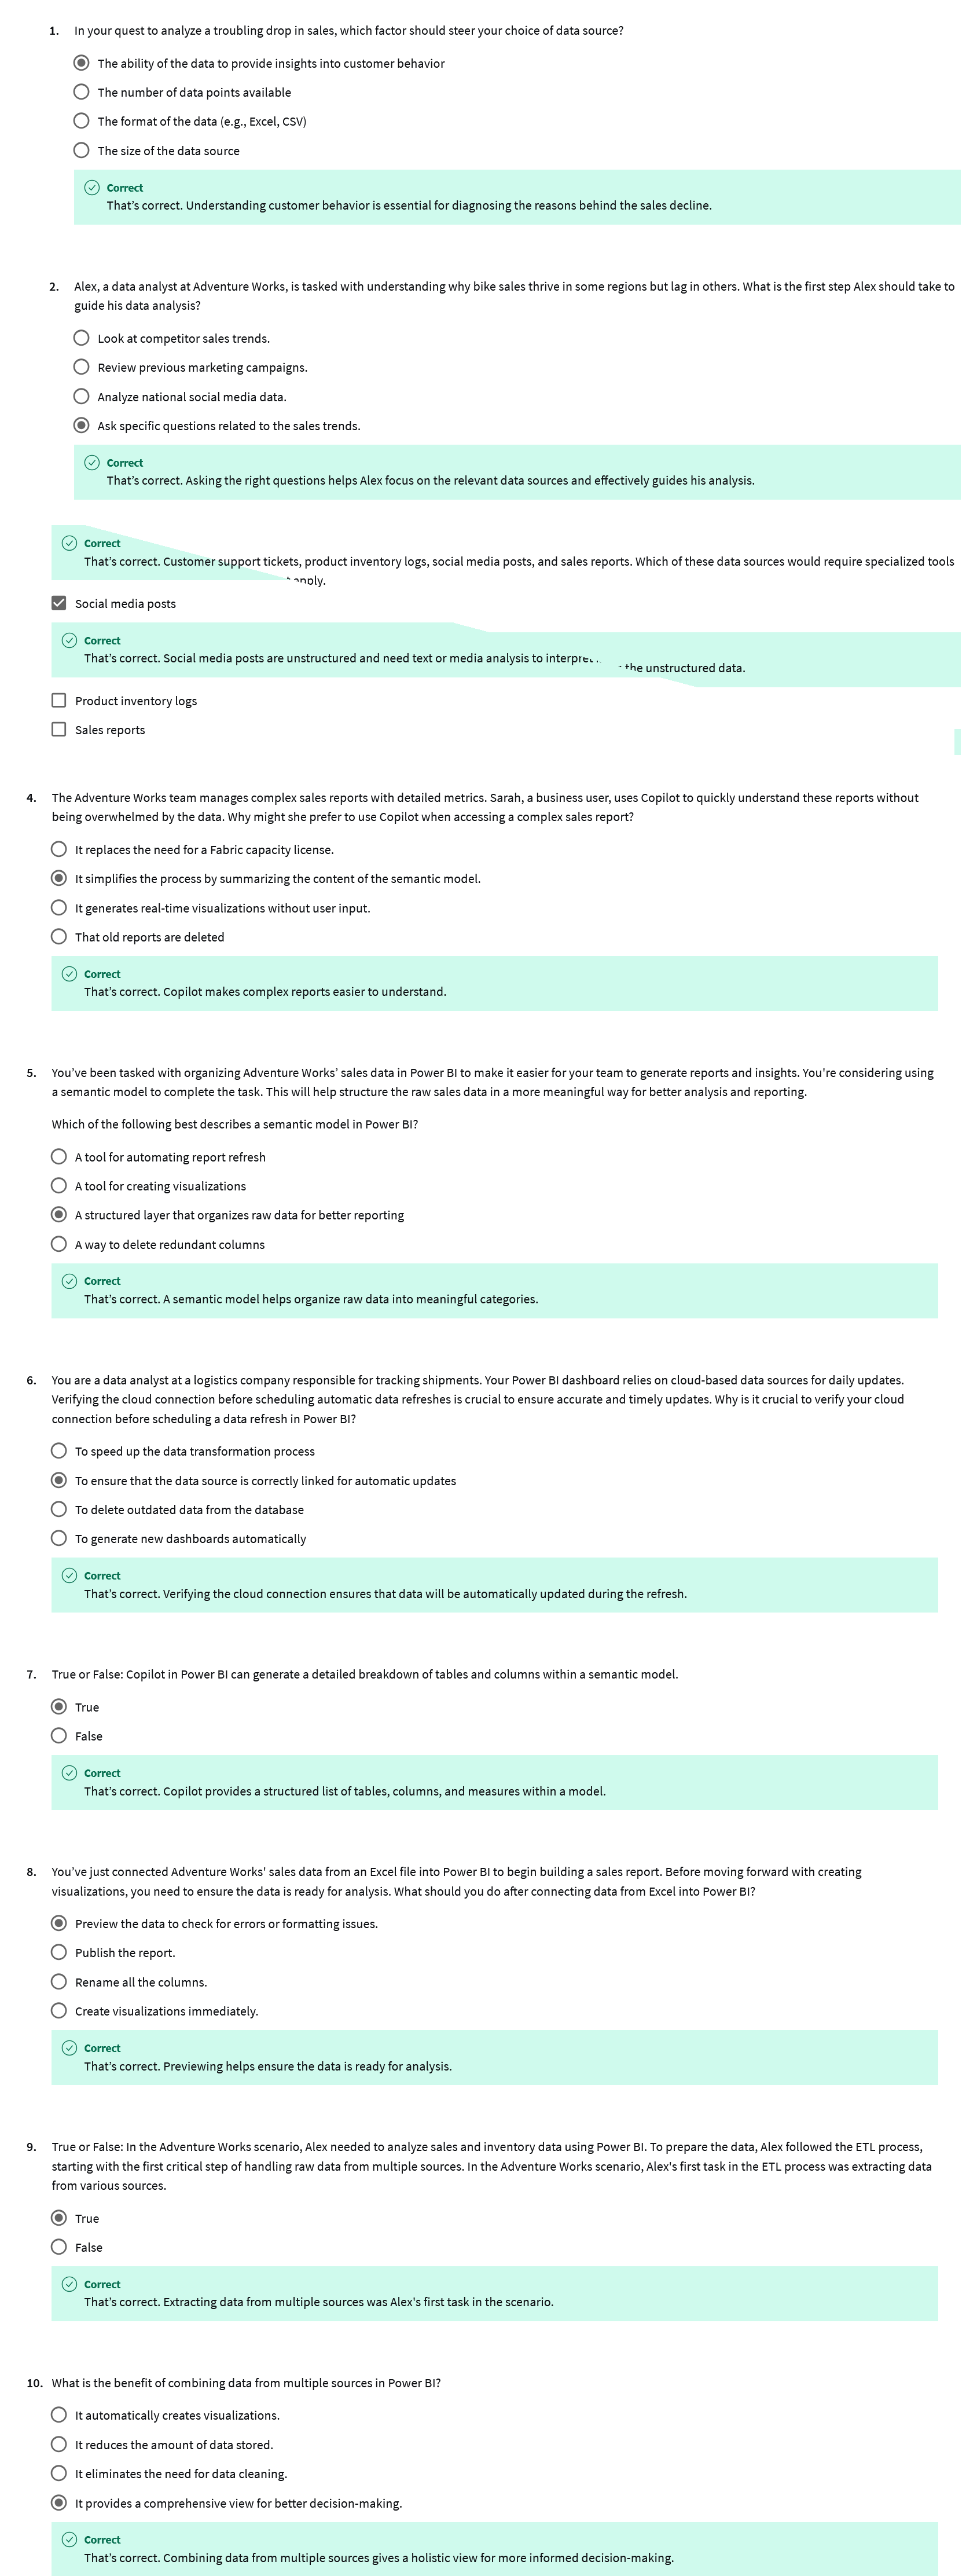 1. In your quest to analyze a troubling drop in sales, which factor should steer your choice of data source?
The ability of the data to provide insights into customer behavior
The number of data points available
The format of the data (e.g., Excel, CSV)
The size of the data source
Correct
That’s correct. Understanding customer behavior is essential for diagnosing the reasons behind the sales decline.
2. Alex, a data analyst at Adventure Works, is tasked with understanding why bike sales thrive in some regions but lag in others. What is the first step Alex should take to
guide his data analysis?
Look at competitor sales trends.
Review previous marketing campaigns.
Analyze national social media data.
Ask specific questions related to the sales trends.
Correct
That’s correct. Asking the right questions helps Alex focus on the relevant data sources and effectively guides his analysis.
Correct
That’s correct. Customer support tickets, product inventory logs, social media posts, and sales reports. Which of these data sources would require specialized tools
apply.
Social media posts
Correct
That’s correct. Social media posts are unstructured and need text or media analysis to interpret
the unstructured data.
Product inventory logs
Sales reports
4. The Adventure Works team manages complex sales reports with detailed metrics. Sarah, a business user, uses Copilot to quickly understand these reports without
being overwhelmed by the data. Why might she prefer to use Copilot when accessing a complex sales report?
It replaces the need for a Fabric capacity license.
It simplifies the process by summarizing the content of the semantic model.
It generates real-time visualizations without user input.
That old reports are deleted
Correct
That’s correct. Copilot makes complex reports easier to understand.
5. You’ve been tasked with organizing Adventure Works’ sales data in Power BI to make it easier for your team to generate reports and insights. You're considering using
a semantic model to complete the task. This will help structure the raw sales data in a more meaningful way for better analysis and reporting.
Which of the following best describes a semantic model in Power BI?
A tool for automating report refresh
A tool for creating visualizations
A structured layer that organizes raw data for better reporting
A way to delete redundant columns
Correct
That’s correct. A semantic model helps organize raw data into meaningful categories.
6. You are a data analyst at a logistics company responsible for tracking shipments. Your Power BI dashboard relies on cloud-based data sources for daily updates.
Verifying the cloud connection before scheduling automatic data refreshes is crucial to ensure accurate and timely updates. Why is it crucial to verify your cloud
connection before scheduling a data refresh in Power BI?
To speed up the data transformation process
To ensure that the data source is correctly linked for automatic updates
To delete outdated data from the database
To generate new dashboards automatically
Correct
That’s correct. Verifying the cloud connection ensures that data will be automatically updated during the refresh.
7. True or False: Copilot in Power BI can generate a detailed breakdown of tables and columns within a semantic model.
True
False
Correct
That’s correct. Copilot provides a structured list of tables, columns, and measures within a model.
8. You’ve just connected Adventure Works' sales data from an Excel file into Power BI to begin building a sales report. Before moving forward with creating
visualizations, you need to ensure the data is ready for analysis. What should you do after connecting data from Excel into Power BI?
Preview the data to check for errors or formatting issues.
Publish the report.
Rename all the columns.
Create visualizations immediately.
Correct
That’s correct. Previewing helps ensure the data is ready for analysis.
9. True or False: In the Adventure Works scenario, Alex needed to analyze sales and inventory data using Power BI. To prepare the data, Alex followed the ETL process,
starting with the first critical step of handling raw data from multiple sources. In the Adventure Works scenario, Alex's first task in the ETL process was extracting data
from various sources.
True
False
Correct
That’s correct. Extracting data from multiple sources was Alex's first task in the scenario.
10. What is the benefit of combining data from multiple sources in Power BI?
It automatically creates visualizations.
It reduces the amount of data stored.
It eliminates the need for data cleaning.
It provides a comprehensive view for better decision-making.
Correct
That’s correct. Combining data from multiple sources gives a holistic view for more informed decision-making.